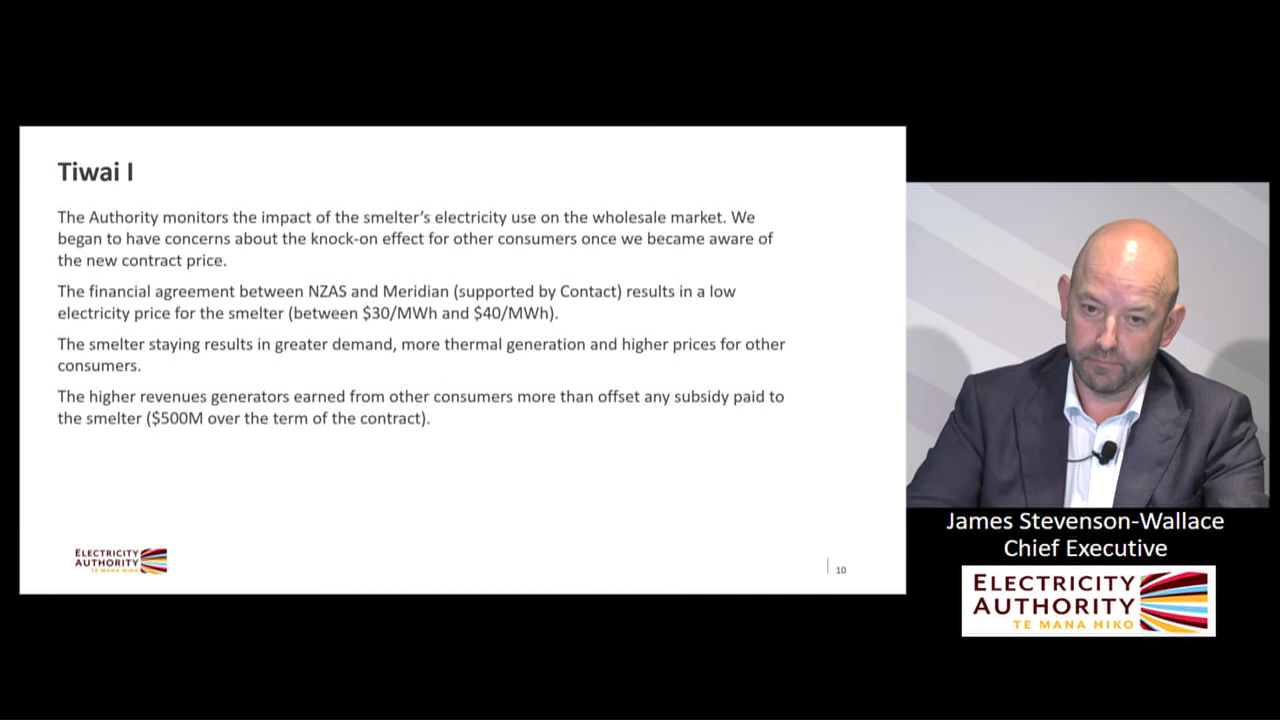 Tiwai I
The Authority monitors the impact of the smelter's electricity use on the wholesale market. We
began to have concerns about the knock-on effect for other consumers once we became aware of
the new contract price.
The financial agreement between NZAS and Meridian (supported by Contact) results in a low
electricity price for the smelter (between $30/MWh and $40/MWh).
The smelter staying results in greater demand, more thermal generation and higher prices for other
consumers.
The higher revenues generators earned from other consumers more than offset any subsidy paid to
the smelter ($500M over the term of the contract).
ELECTRICITY
AUTHORITY
TE MANA HIKO
10
James Stevenson-Wallace
Chief Executive
ELECTRICITY
AUTHORITY
TE MANA HIKO